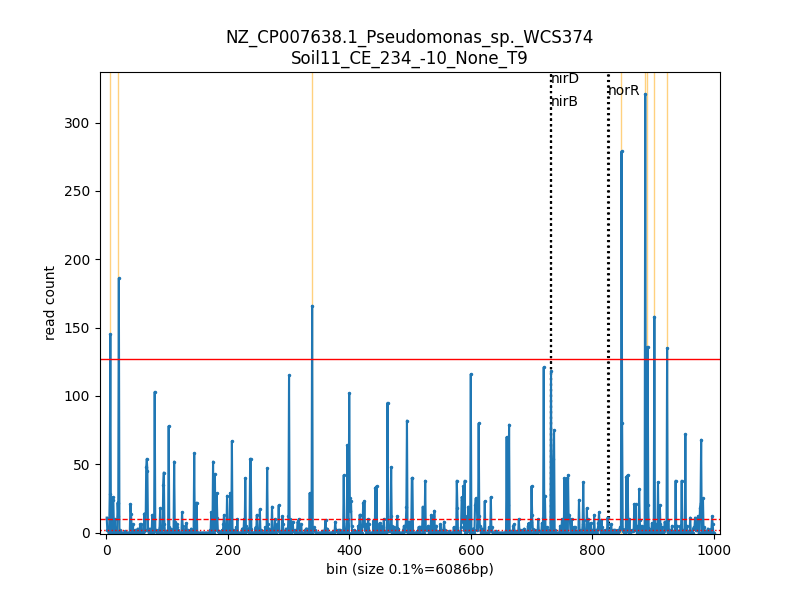 NZ_CP007638.1_Pseudomonas_sp._WCS374
Soil11_CE_234_-10_None_T9
nirD
norR
nirB
300
250
200
150
100
50
0
read count
0 200 400 600 800 1000
bin (size 0.1%=6086bp)